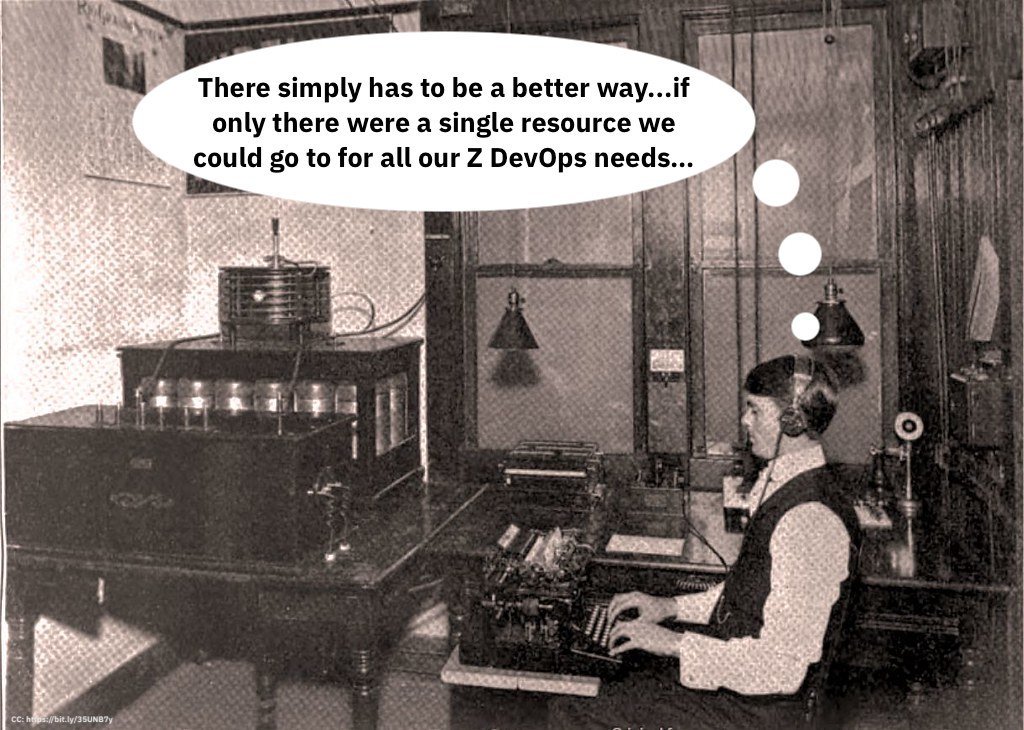 There simply has to be a better way...if
only there were a single resource we
could go to for all our Z DevOps needs...
CC: https://bit.ly/35UNB7y